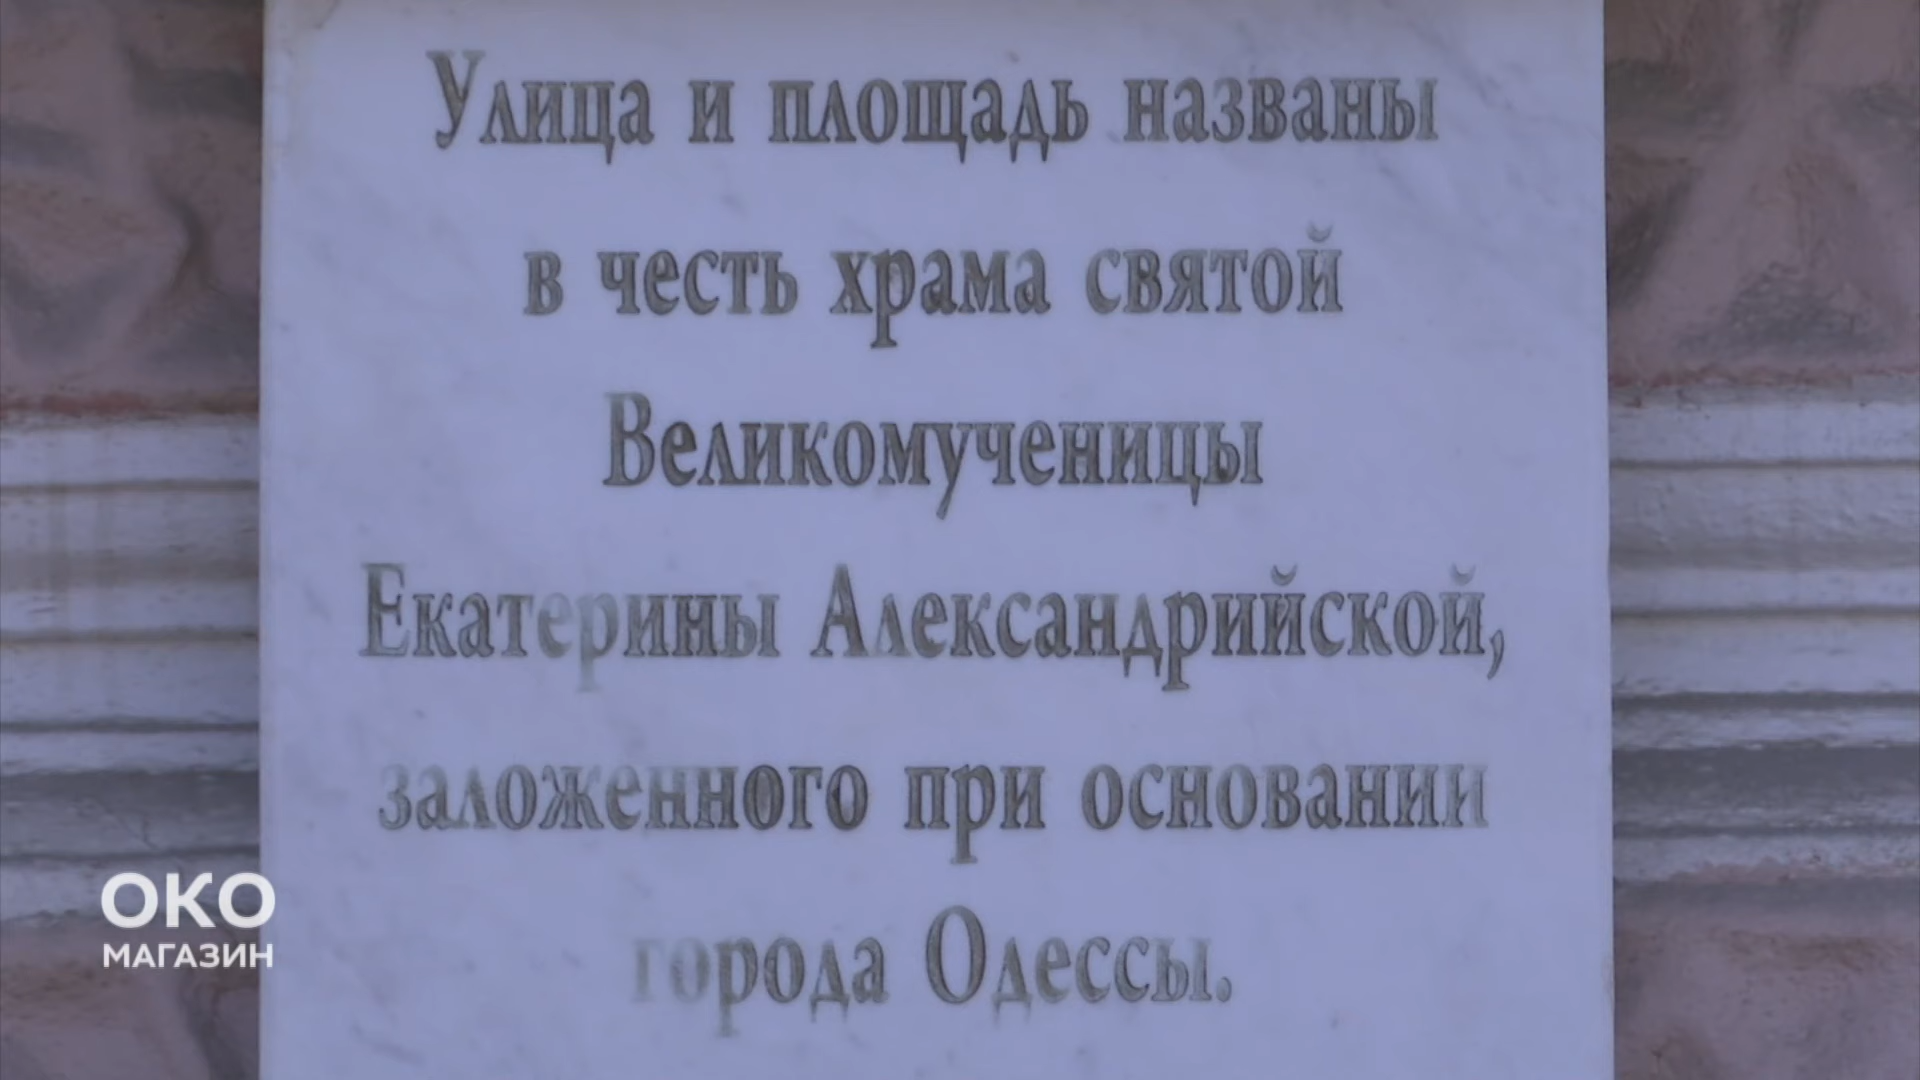 Улица и площадь названы
в честь храма святой
Великомученицы
Екатерины Александрийской,
заложенного при основании
города Одессы.
ОКО
МАГАЗИН